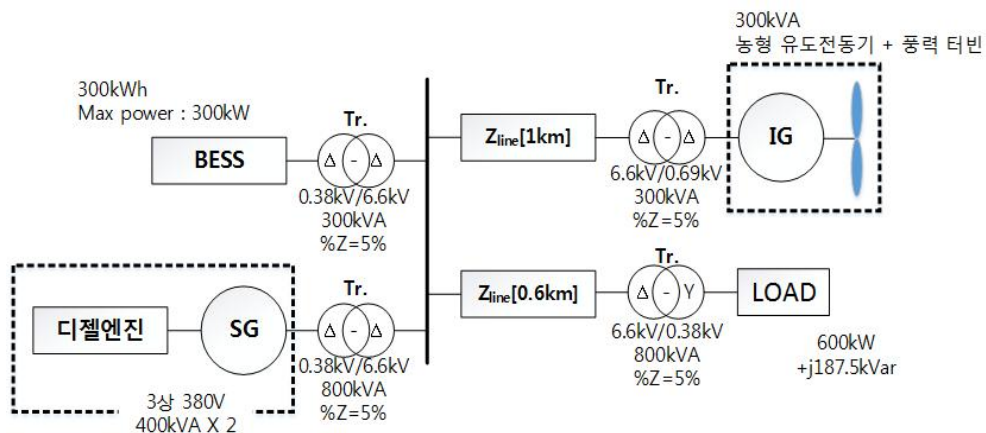 300kWh
Max power : 300kW
BESS
Tr.
Δ - Δ
0.38kV/6.6kV
300kVA
%Z=5%
디젤엔진
SG
3상 380V
400kVA X 2
Tr.
Δ - Δ
0.38kV/6.6kV
800kVA
%Z=5%
Zline[1km]
Tr.
Δ - Δ
6.6kV/0.69kV
300kVA
%Z=5%
300kVA
농형 유도전동기 + 풍력 터빈
IG
Zline[0.6km]
Tr.
Δ - Y
6.6kV/0.38kV
800kVA
%Z=5%
LOAD
600kW
+j187.5kVar